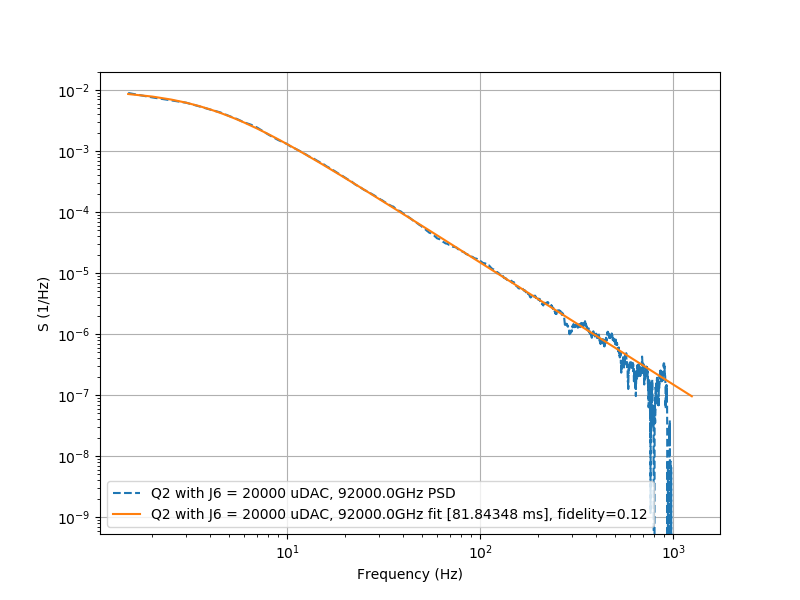 10⁻²
10⁻³
10⁻⁴
10⁻⁵
10⁻⁶
10⁻⁷
10⁻⁸
10⁻⁹
S (1/Hz)
Q2 with J6 = 20000 uDAC, 92000.0GHz PSD
Q2 with J6 = 20000 uDAC, 92000.0GHz fit [81.84348 ms], fidelity=0.12
10¹
10²
10³
Frequency (Hz)